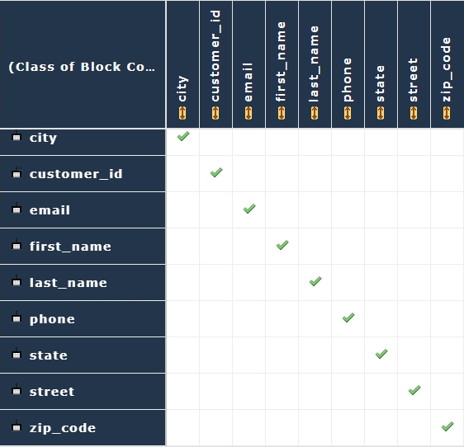 (Class of Block Co…
city
customer_id
email
first_name
last_name
phone
state
street
zip_code
city
customer_id
email
first_name
last_name
phone
state
street
zip_code